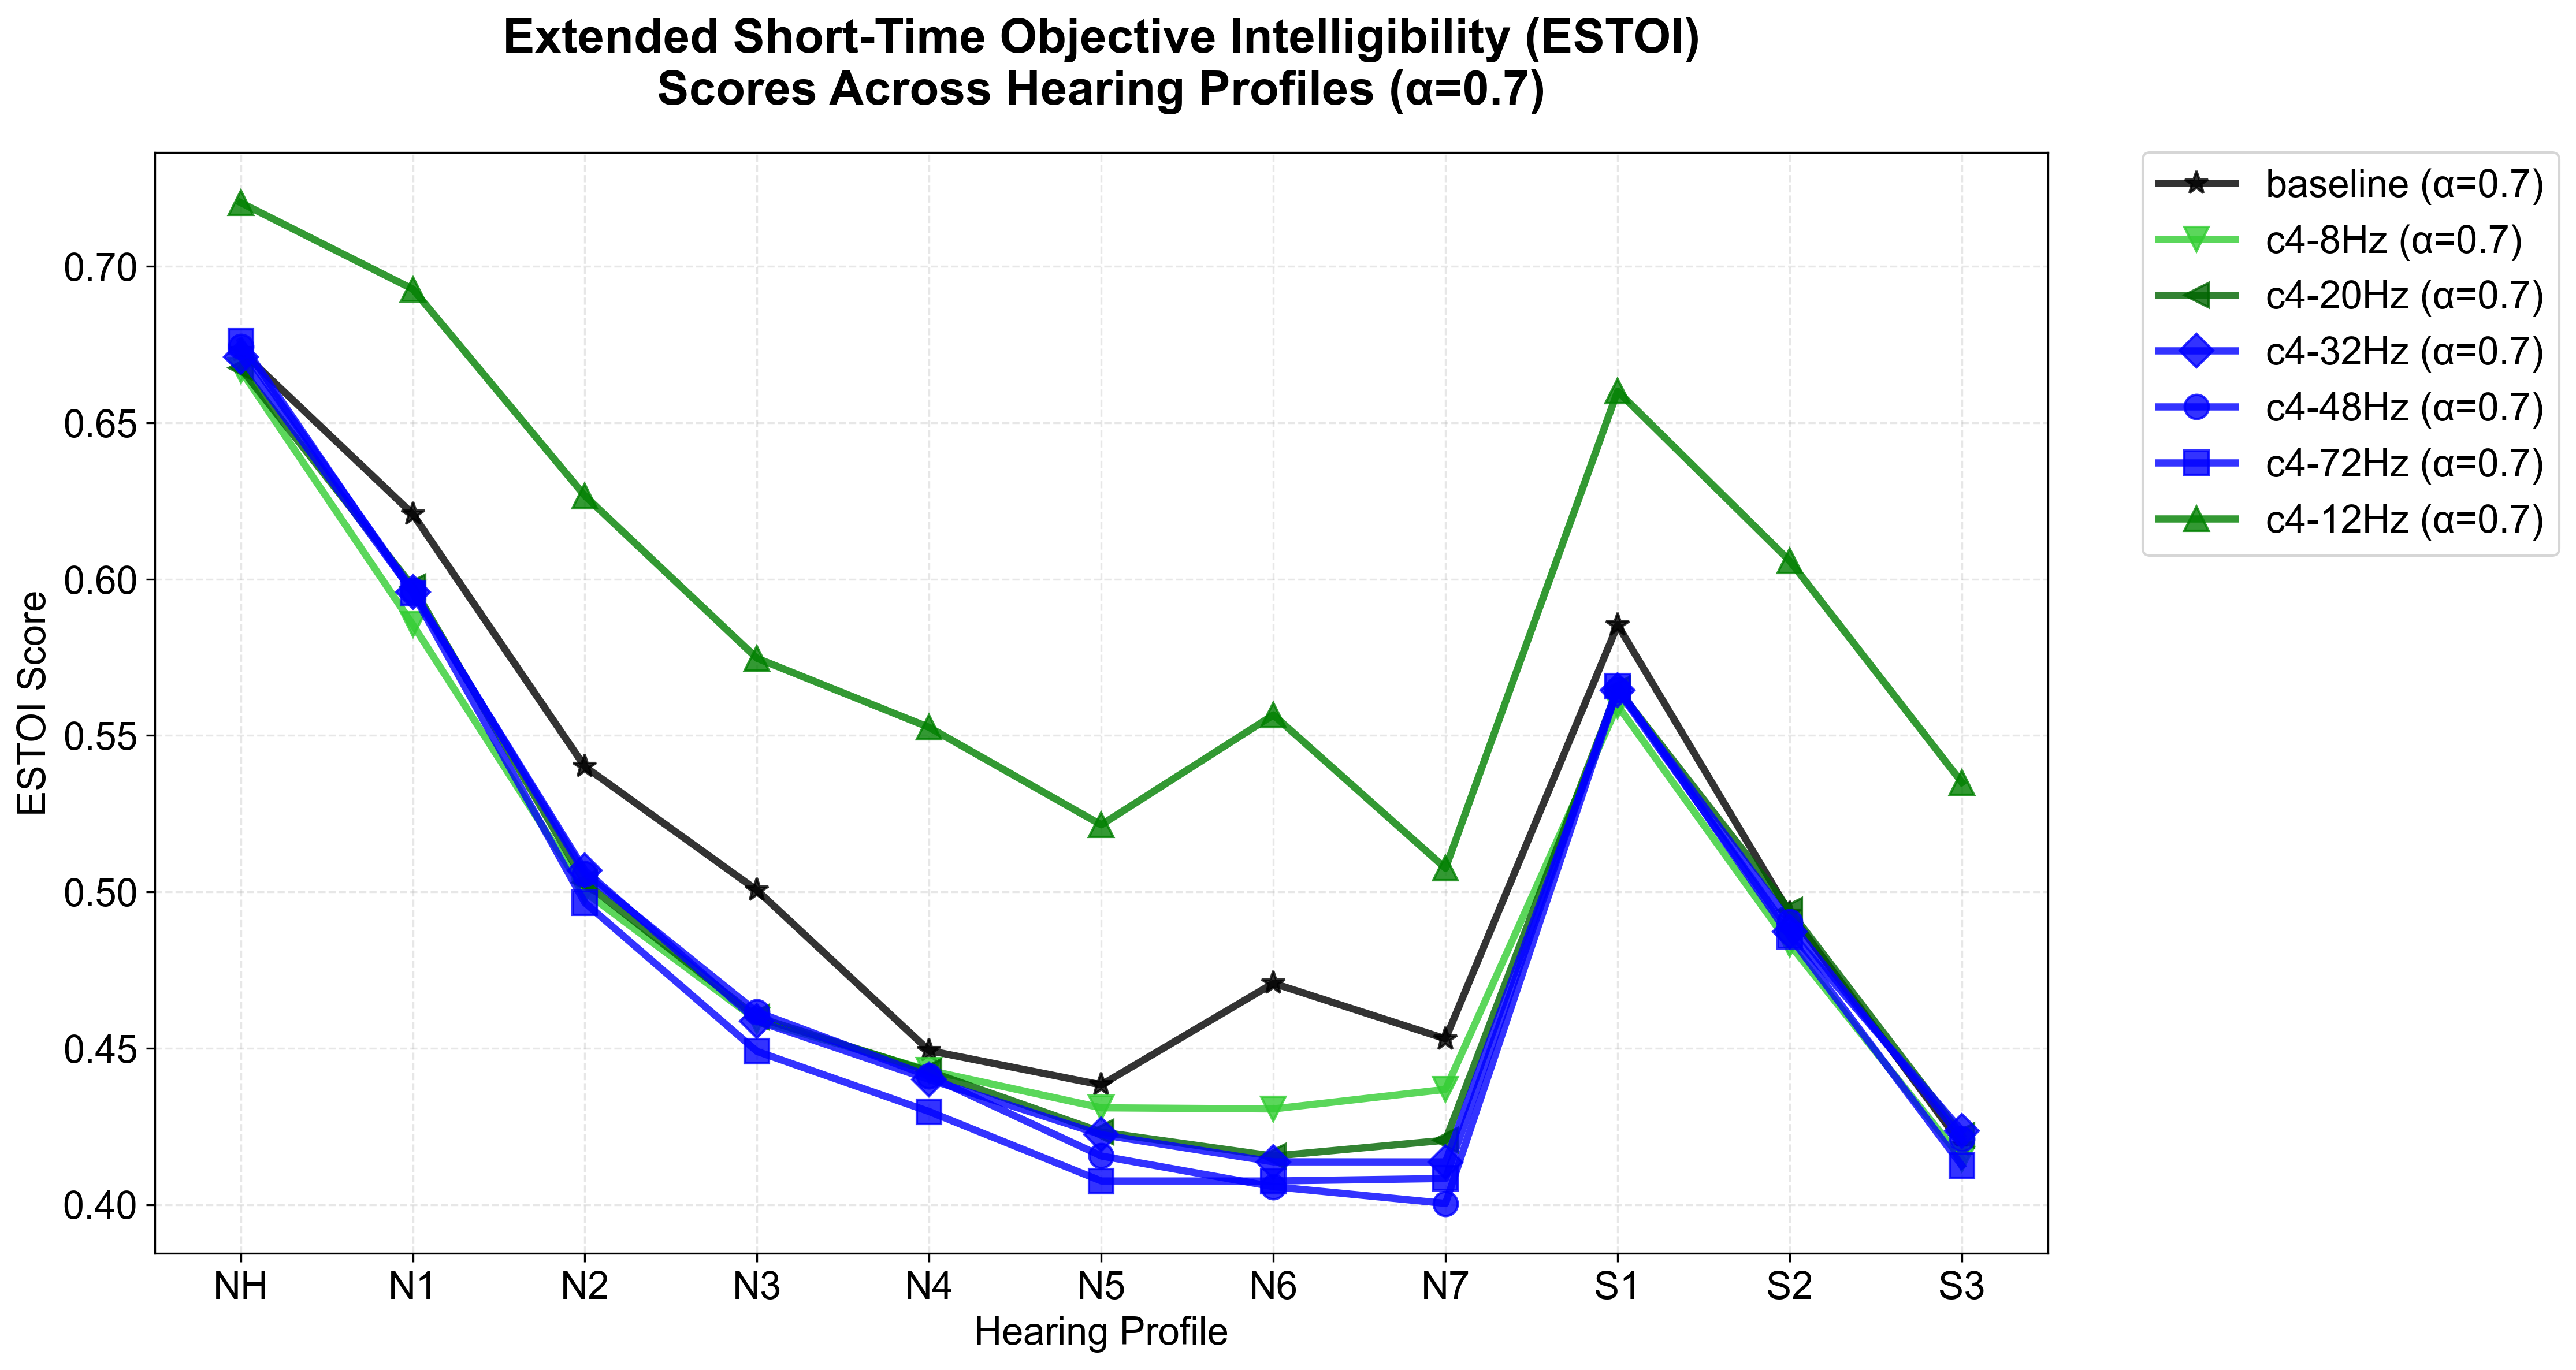 Extended Short-Time Objective Intelligibility (ESTOI)
Scores Across Hearing Profiles (α=0.7)
ESTOI Score
0.70
0.65
0.60
0.55
0.50
0.45
0.40
NH N1 N2 N3 N4 N5 N6 N7 S1 S2 S3
Hearing Profile
baseline (α=0.7)
c4-8Hz (α=0.7)
c4-20Hz (α=0.7)
c4-32Hz (α=0.7)
c4-48Hz (α=0.7)
c4-72Hz (α=0.7)
c4-12Hz (α=0.7)